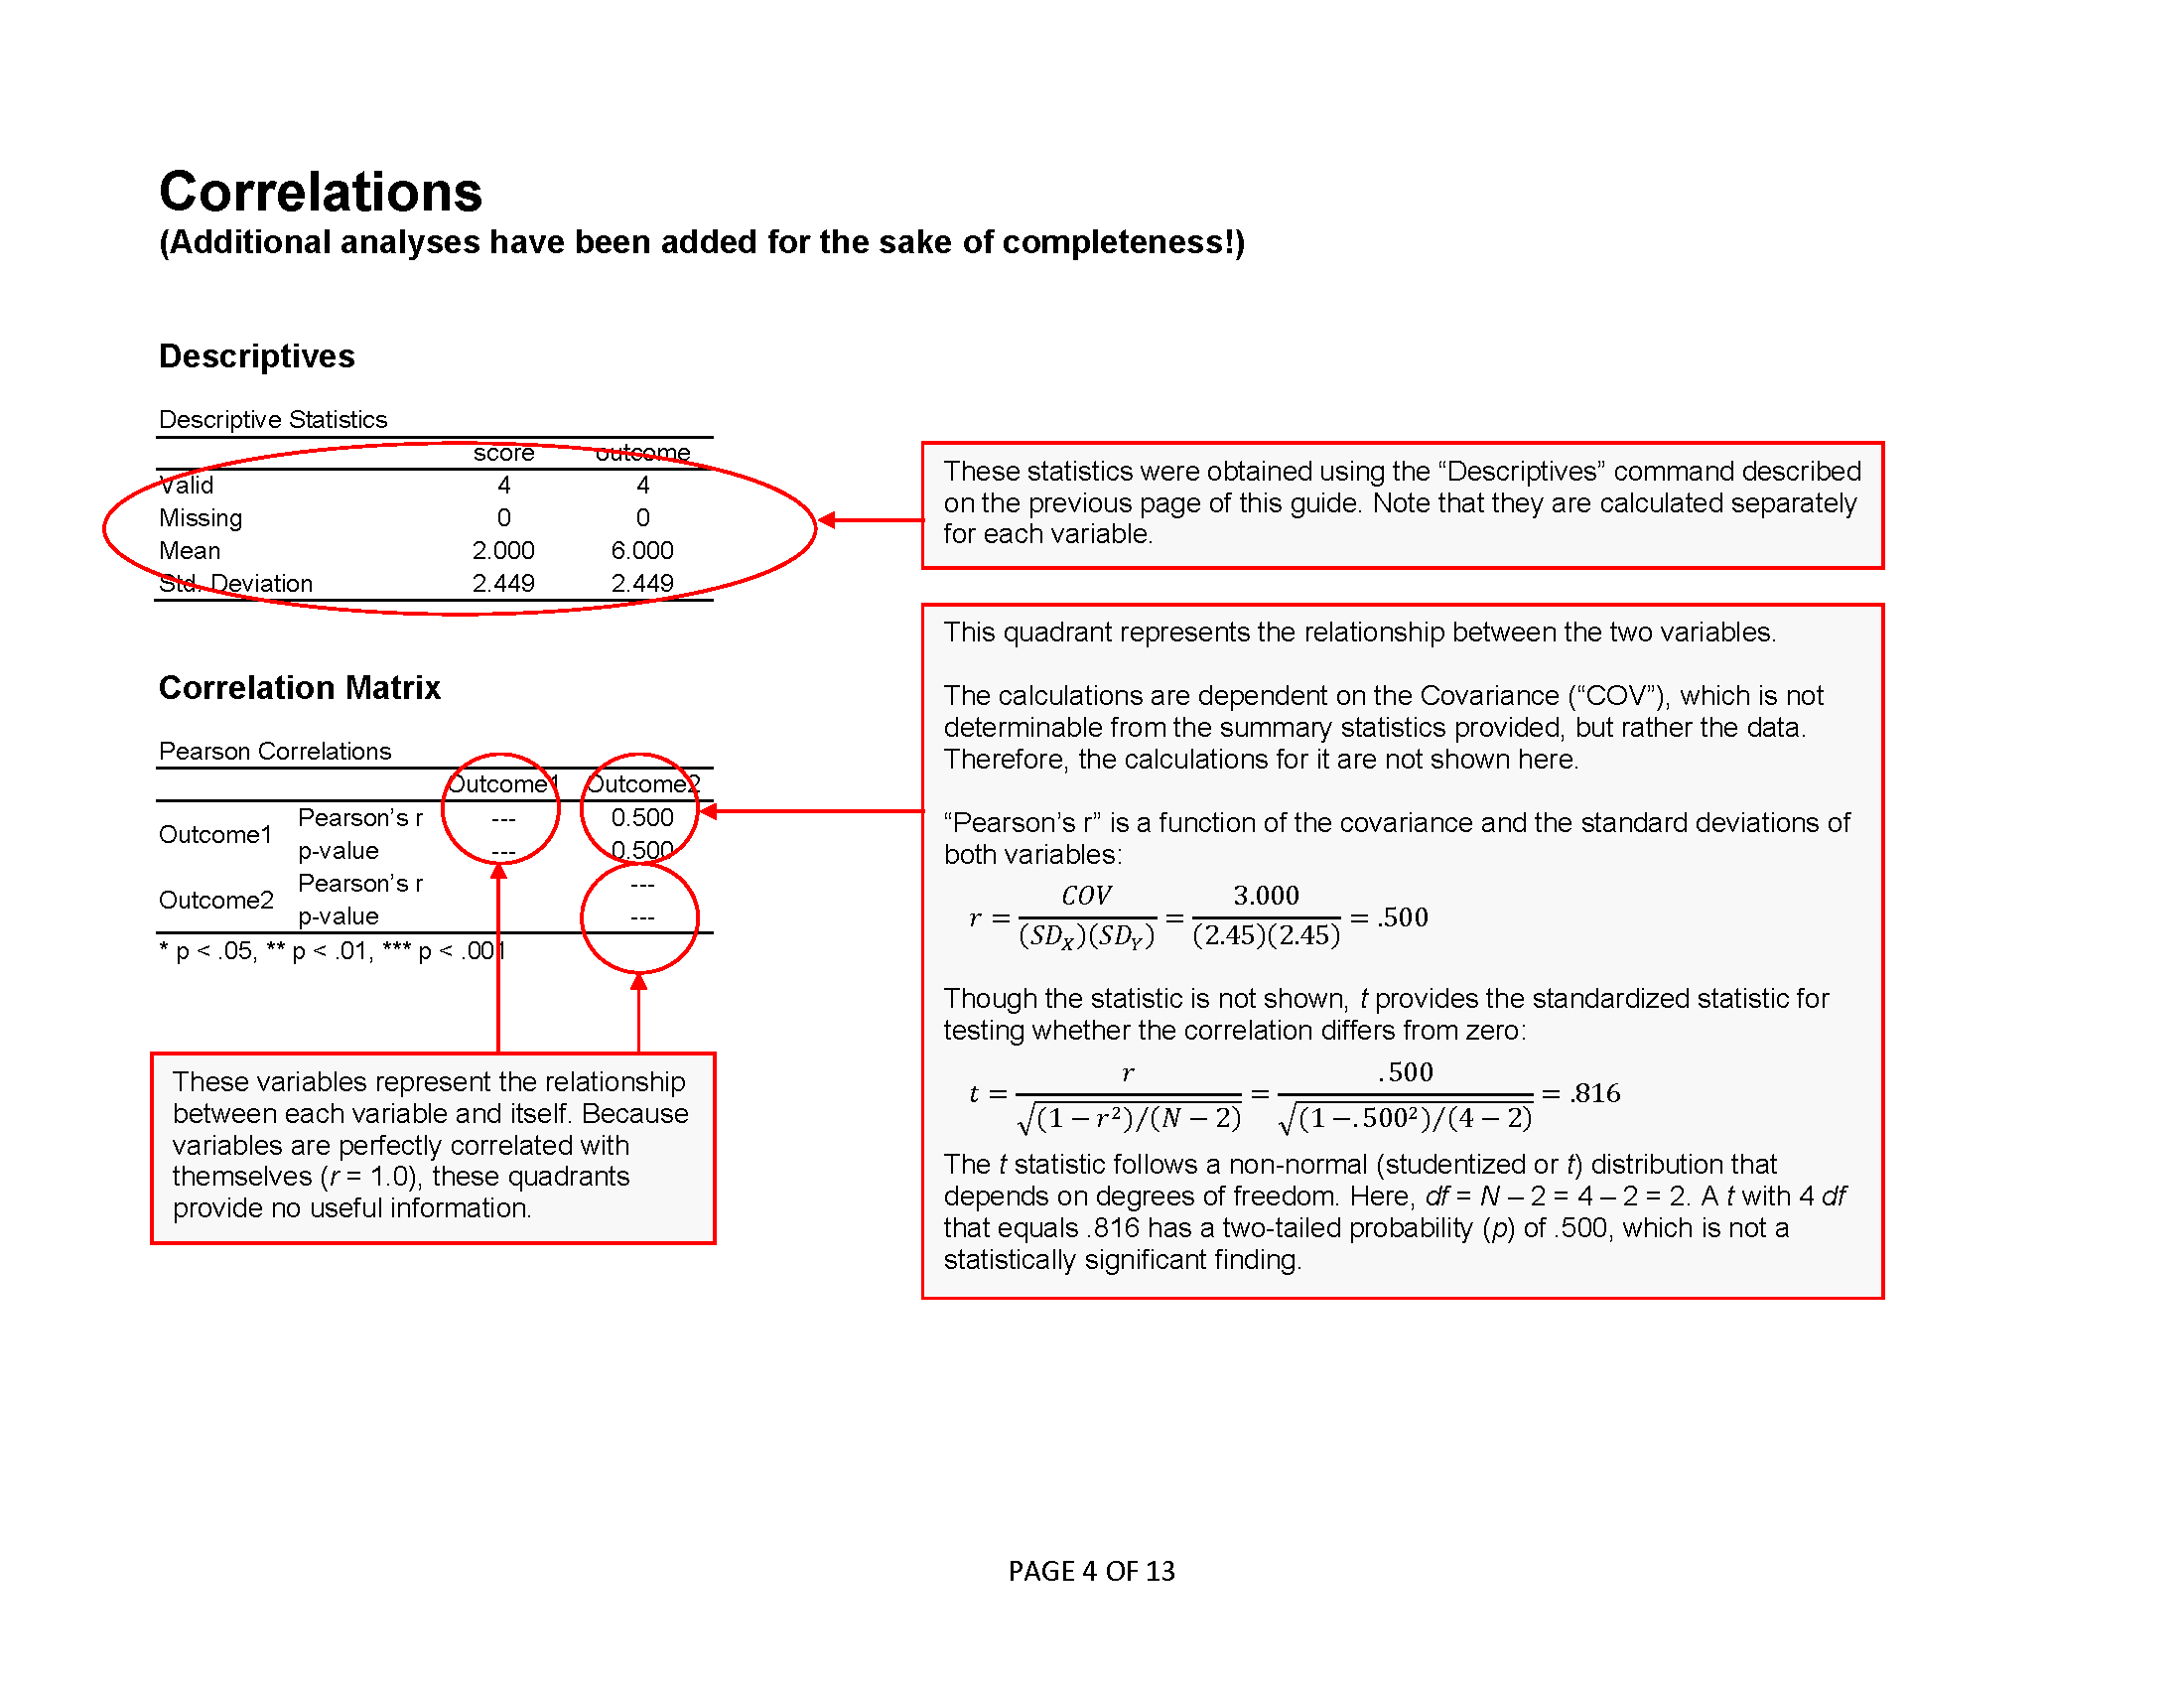 Correlations
(Additional analyses have been added for the sake of completeness!)
Descriptives
Descriptive Statistics
score outcome
Valid 4 4
Missing 0 0
Mean 2.000 6.000
Std. Deviation 2.449 2.449
Correlation Matrix
Pearson Correlations
Outcome1 Outcome2
Outcome1 Pearson’s r --- 0.500
p-value --- 0.500
Outcome2 Pearson’s r ---
p-value ---
* p < .05, ** p < .01, *** p < .001
These variables represent the relationship
between each variable and itself. Because
variables are perfectly correlated with
themselves (r = 1.0), these quadrants
provide no useful information.
These statistics were obtained using the “Descriptives” command described
on the previous page of this guide. Note that they are calculated separately
for each variable.
This quadrant represents the relationship between the two variables.
The calculations are dependent on the Covariance (“COV”), which is not
determinable from the summary statistics provided, but rather the data.
Therefore, the calculations for it are not shown here.
“Pearson’s r” is a function of the covariance and the standard deviations of
both variables:
r = COV / (SD_X)(SD_Y) = 3.000 / (2.45)(2.45) = .500
Though the statistic is not shown, t provides the standardized statistic for
testing whether the correlation differs from zero:
t = r / √(1 − r²)/(N − 2) = .500 / √(1−.500²)/(4 − 2) = .816
The t statistic follows a non-normal (studentized or t) distribution that
depends on degrees of freedom. Here, df = N – 2 = 4 – 2 = 2. A t with 4 df
that equals .816 has a two-tailed probability (p) of .500, which is not a
statistically significant finding.
PAGE 4 OF 13